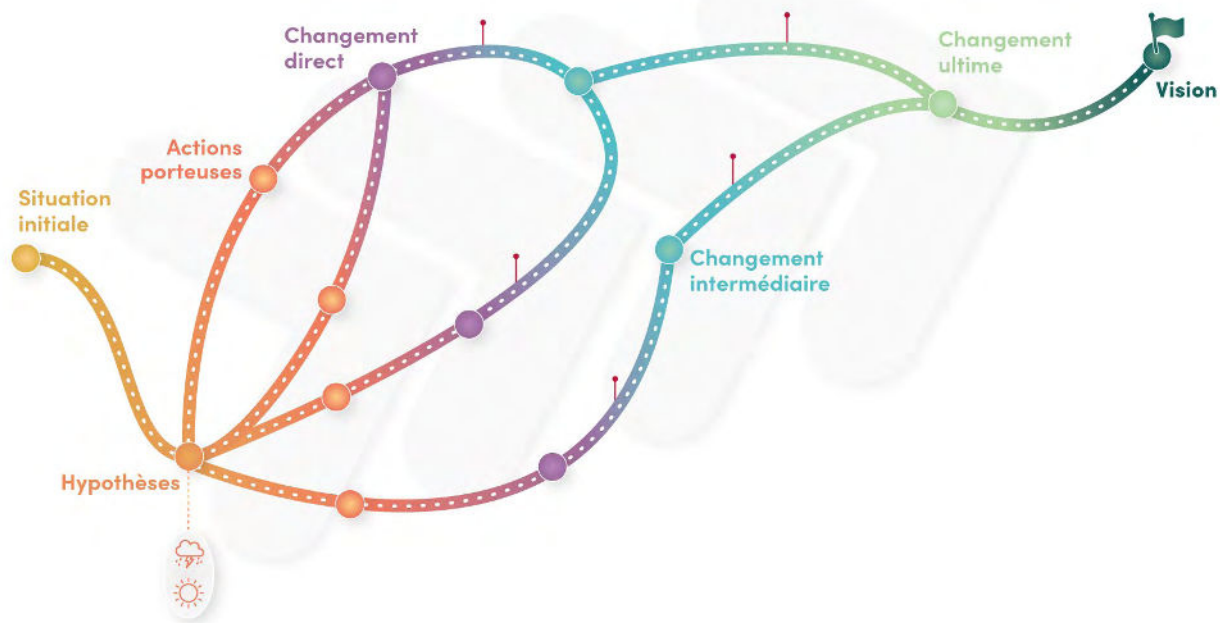 Changement
direct
Changement
ultime
Vision
Actions
porteuses
Situation
initiale
Changement
intermédiaire
Hypothèses